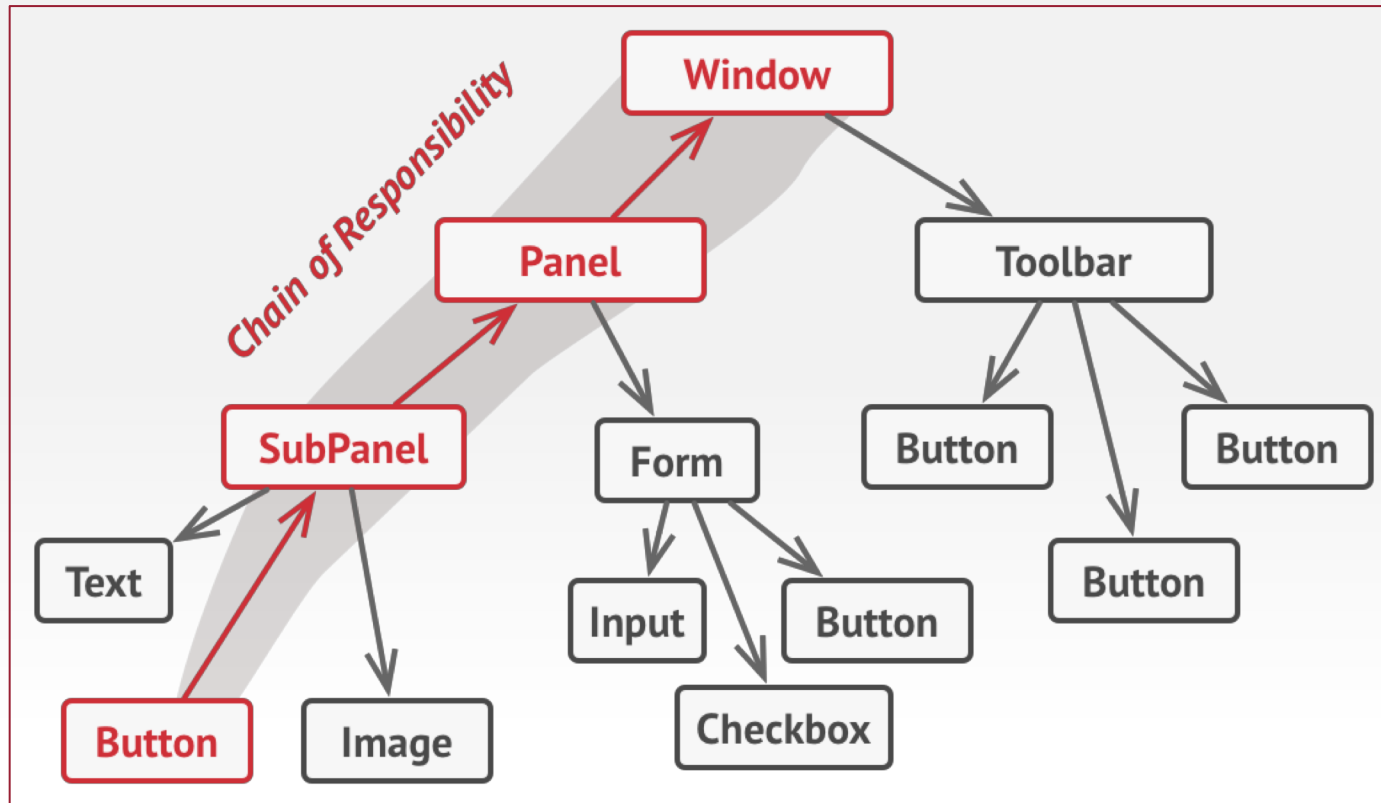 Window
Chain of Responsibility
Panel
Toolbar
SubPanel
Form
Button
Button
Text
Input
Button
Button
Button
Image
Checkbox